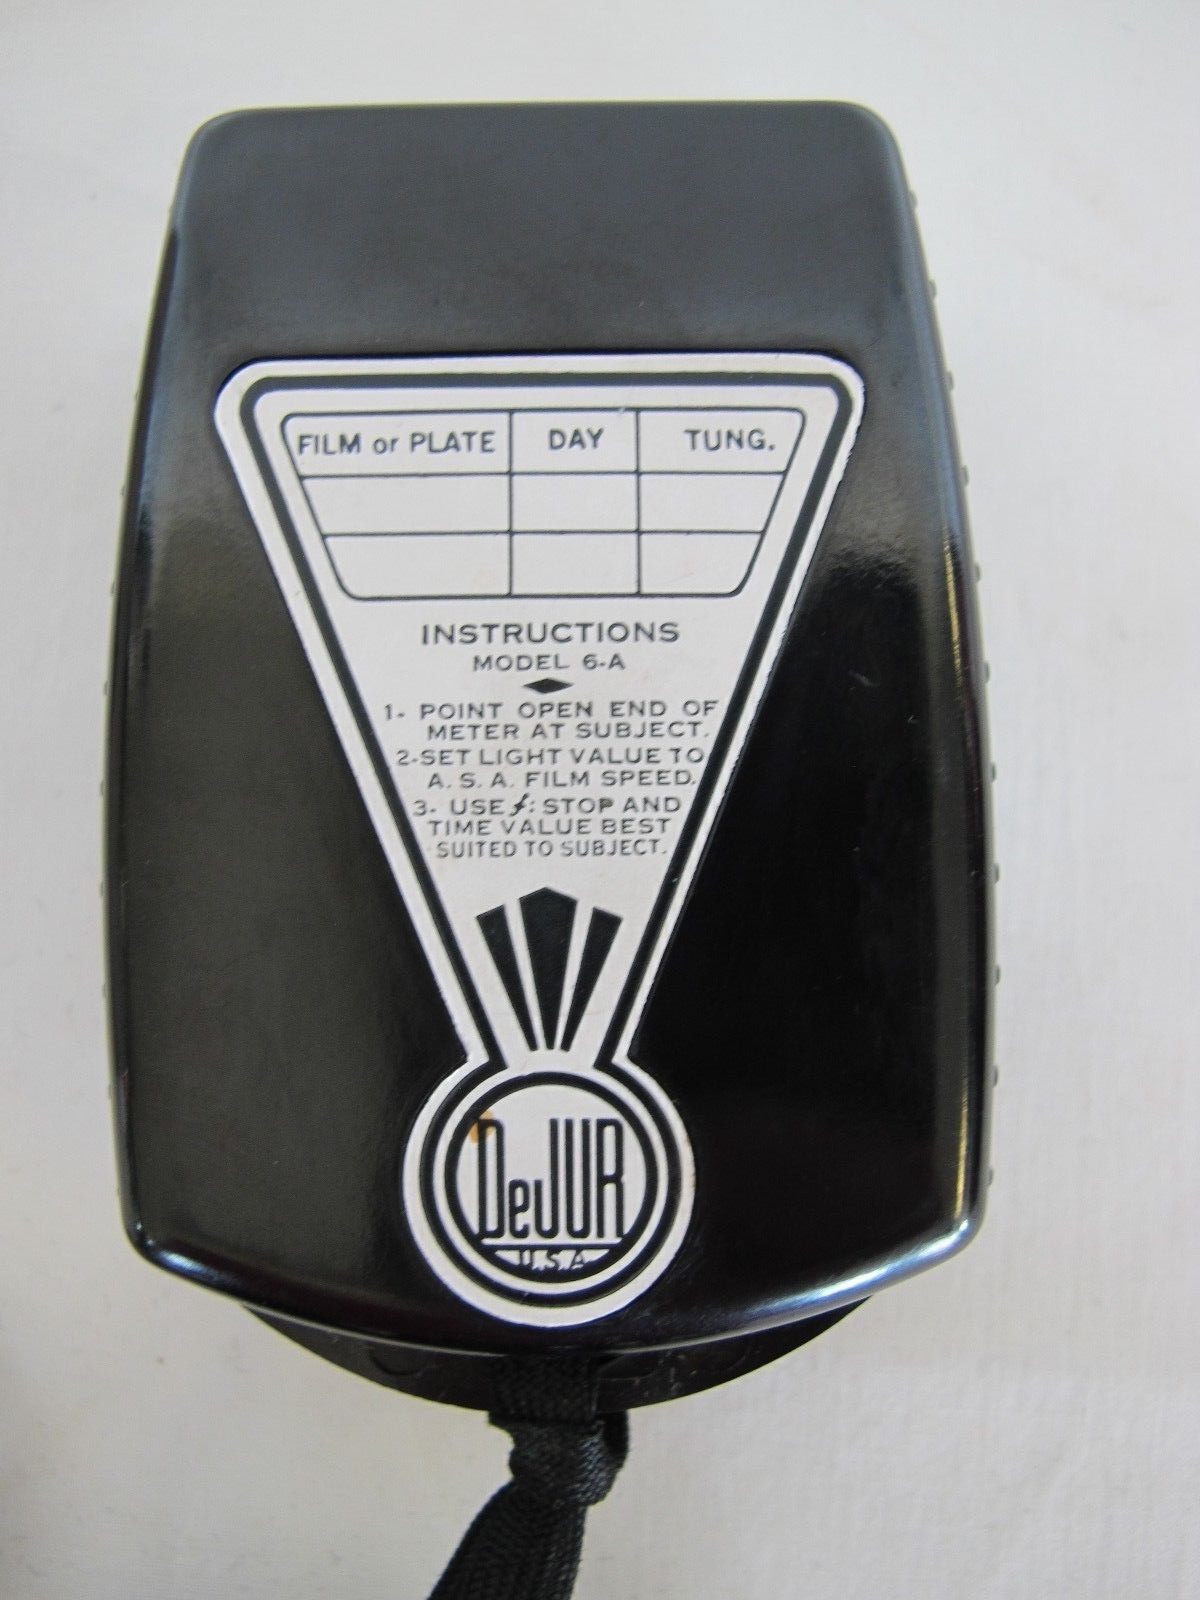 FILM or PLATE DAY TUNG.
INSTRUCTIONS
MODEL 6-A
1- POINT OPEN END OF
METER AT SUBJECT.
2-SET LIGHT VALUE TO
A. S. A. FILM SPEED.
3- USE f: STOP AND
TIME VALUE BEST
SUITED TO SUBJECT.
DeJUR
U.S.A.